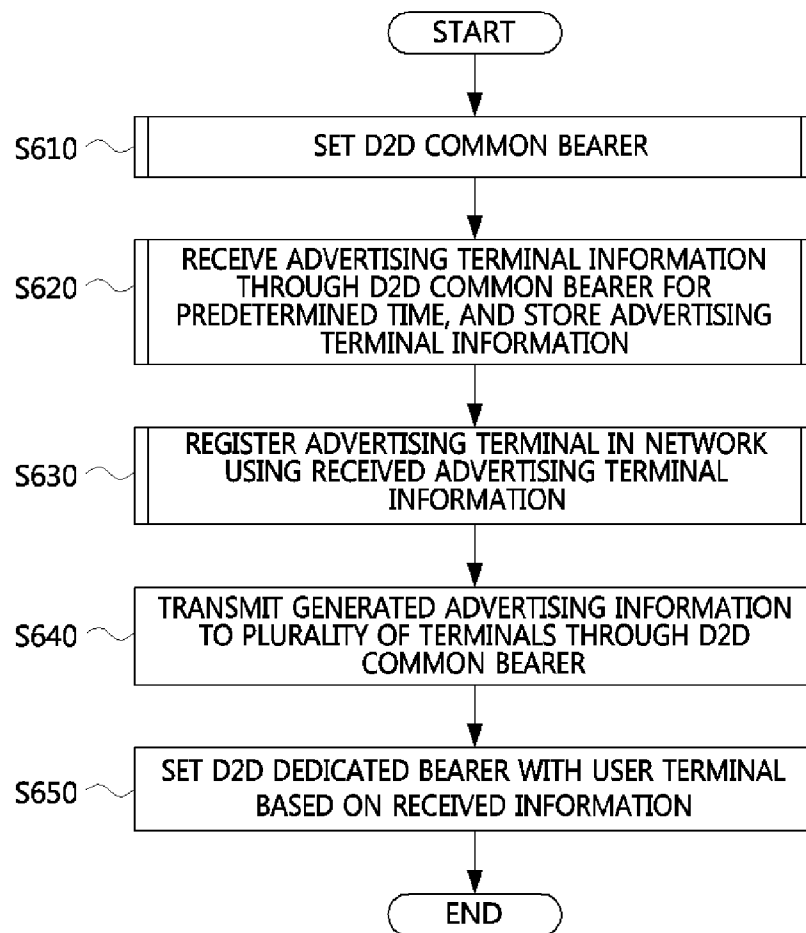 START
S610
SET D2D COMMON BEARER
S620
RECEIVE ADVERTISING TERMINAL INFORMATION
THROUGH D2D COMMON BEARER FOR
PREDETERMINED TIME, AND STORE ADVERTISING
TERMINAL INFORMATION
S630
REGISTER ADVERTISING TERMINAL IN NETWORK
USING RECEIVED ADVERTISING TERMINAL
INFORMATION
S640
TRANSMIT GENERATED ADVERTISING INFORMATION
TO PLURALITY OF TERMINALS THROUGH D2D
COMMON BEARER
S650
SET D2D DEDICATED BEARER WITH USER TERMINAL
BASED ON RECEIVED INFORMATION
END